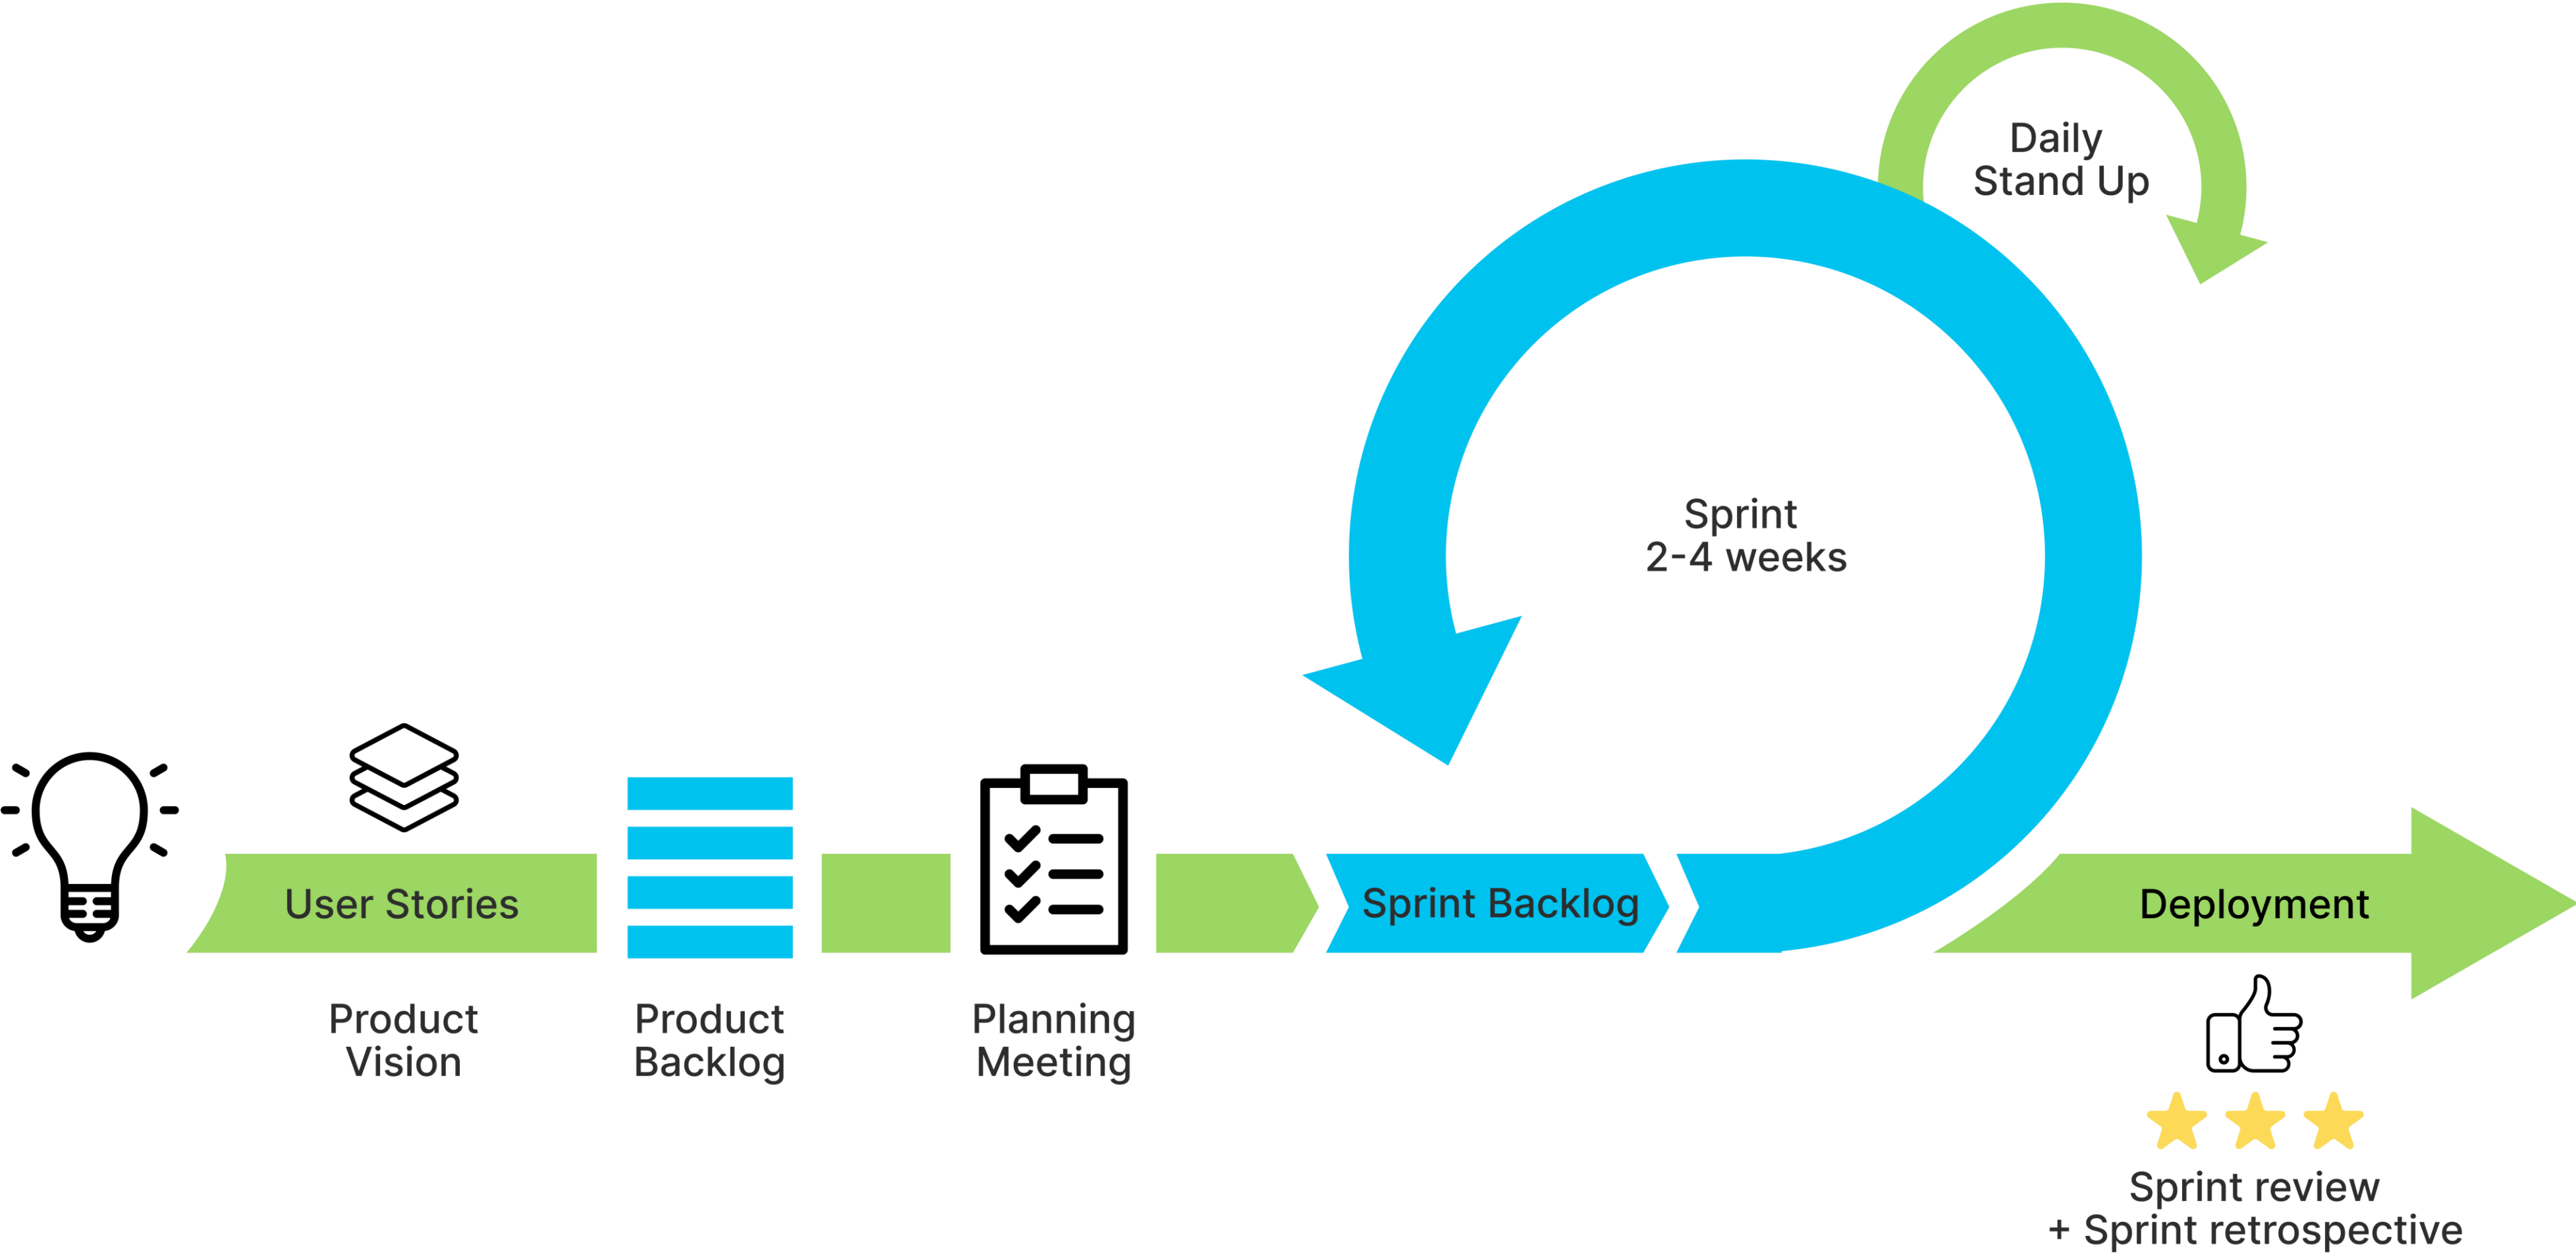 Daily
Stand Up
Sprint
2-4 weeks
User Stories
Sprint Backlog
Deployment
Product
Vision
Product
Backlog
Planning
Meeting
Sprint review
+ Sprint retrospective